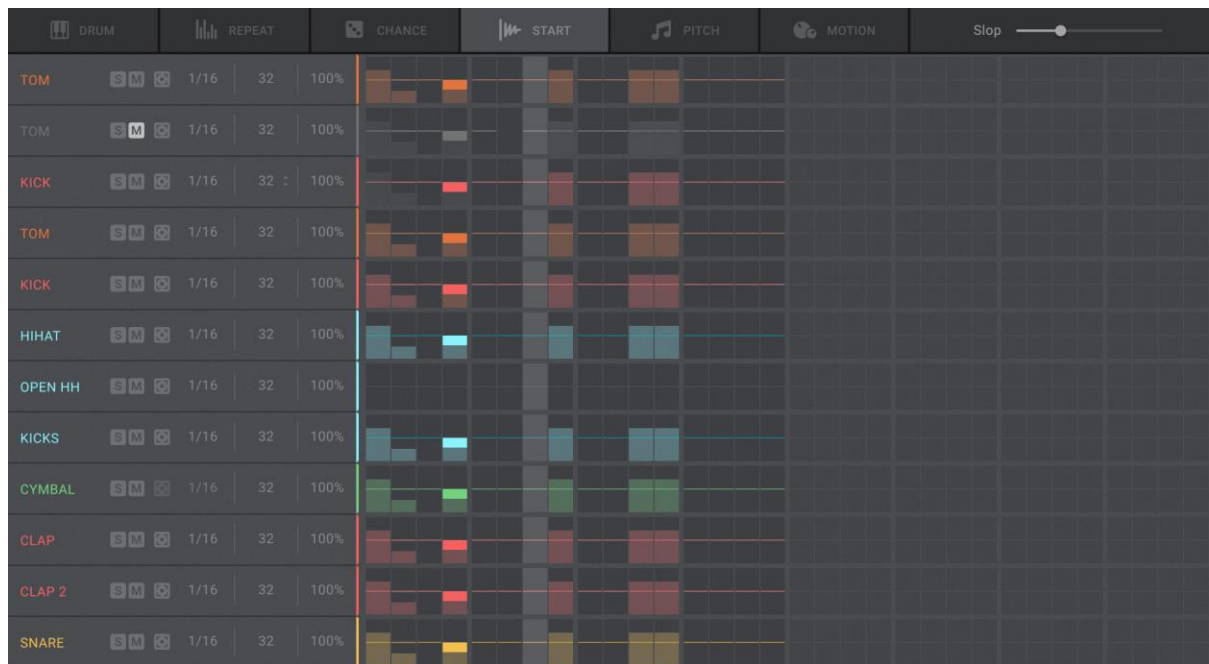 DRUM REPEAT CHANCE START PITCH MOTION Slop
TOM S M 1/16 32 100%
TOM S M 1/16 32 100%
KICK S M 1/16 32 100%
TOM S M 1/16 32 100%
KICK S M 1/16 32 100%
HIHAT S M 1/16 32 100%
OPEN HH S M 1/16 32 100%
KICKS S M 1/16 32 100%
CYMBAL S M 1/16 32 100%
CLAP S M 1/16 32 100%
CLAP 2 S M 1/16 32 100%
SNARE S M 1/16 32 100%